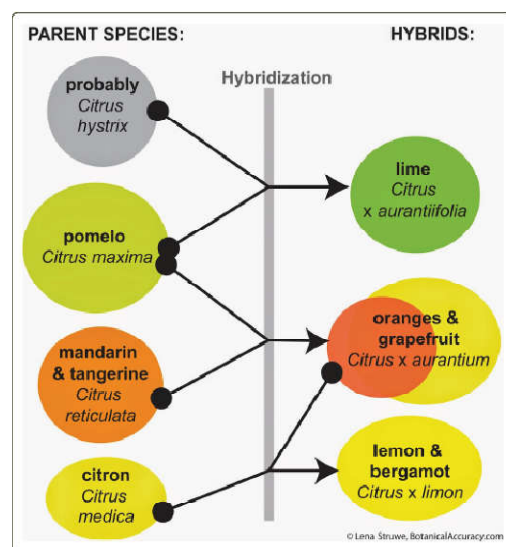 PARENT SPECIES:
HYBRIDS:
Hybridization
probably
Citrus
hystrix
lime
Citrus
x aurantiifolia
pomelo
Citrus maxima
oranges &
grapefruit
Citrus x aurantium
mandarin
& tangerine
Citrus
reticulata
lemon &
bergamot
Citrus x limon
citron
Citrus
medica
© Lena Struwe, BotanicalAccuracy.com